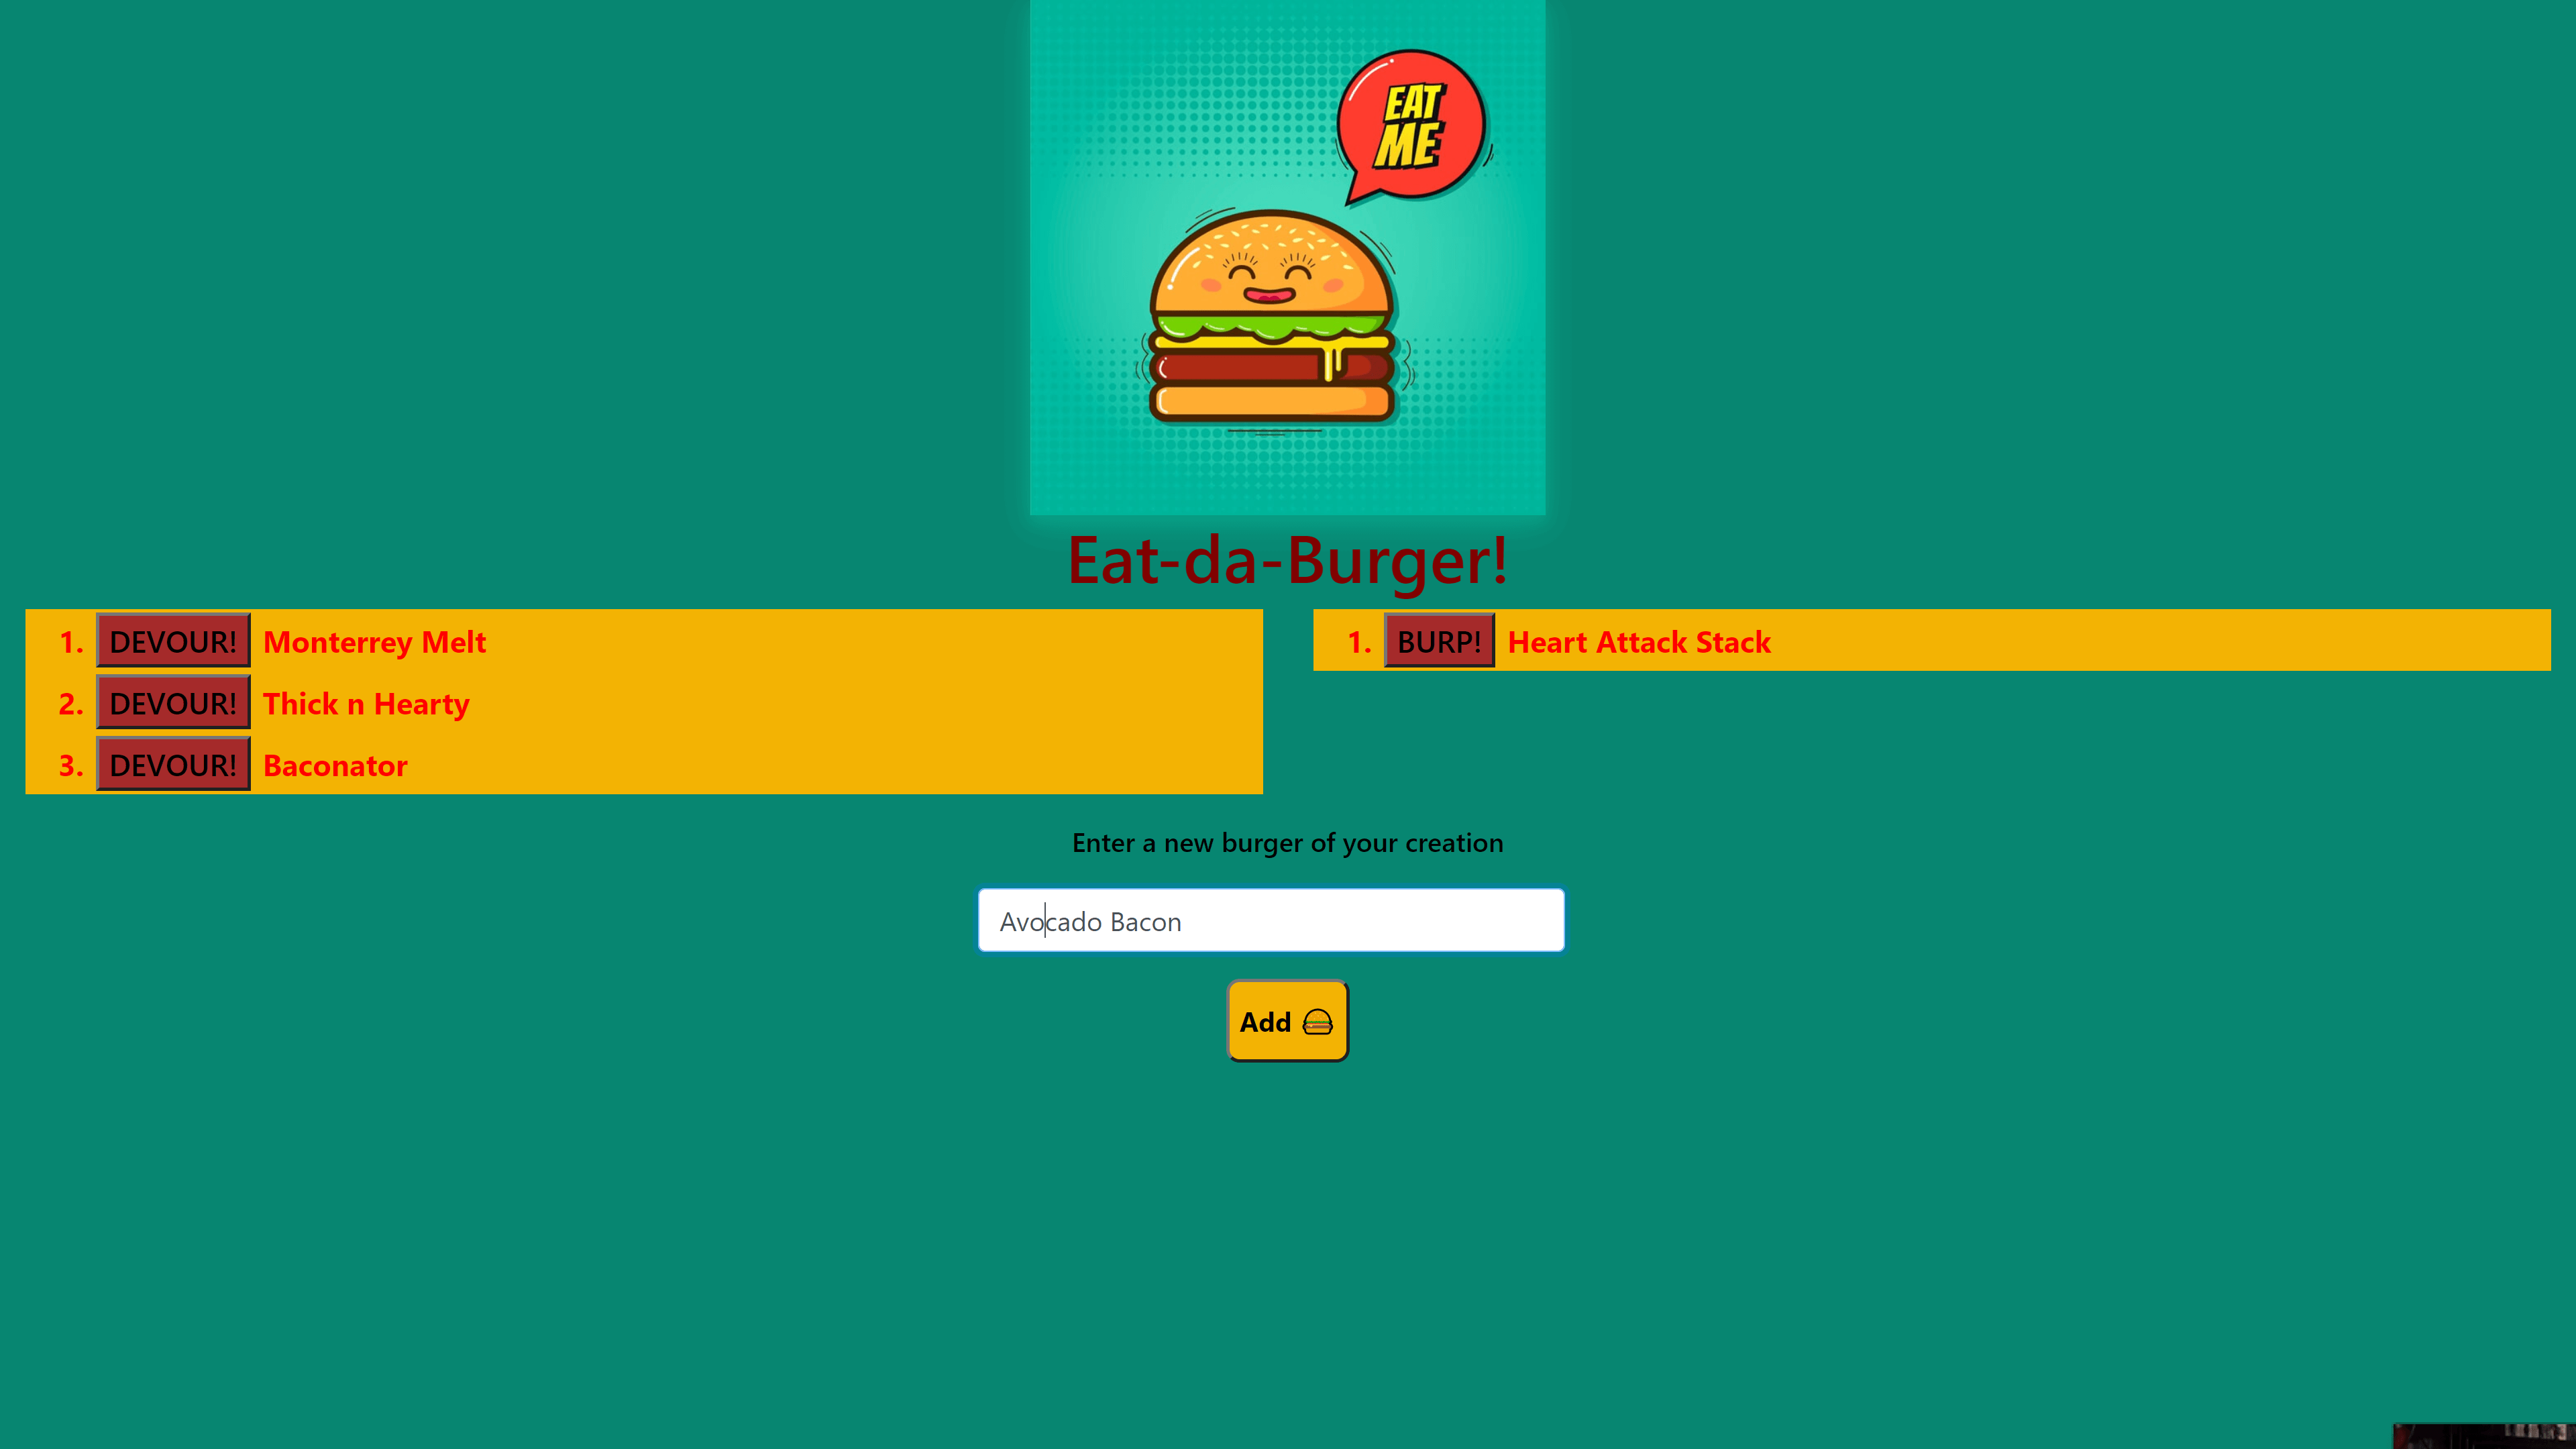 EAT
ME
Eat-da-Burger!
1. DEVOUR! Monterrey Melt
2. DEVOUR! Thick n Hearty
3. DEVOUR! Baconator
1. BURP! Heart Attack Stack
Enter a new burger of your creation
Avocado Bacon
Add